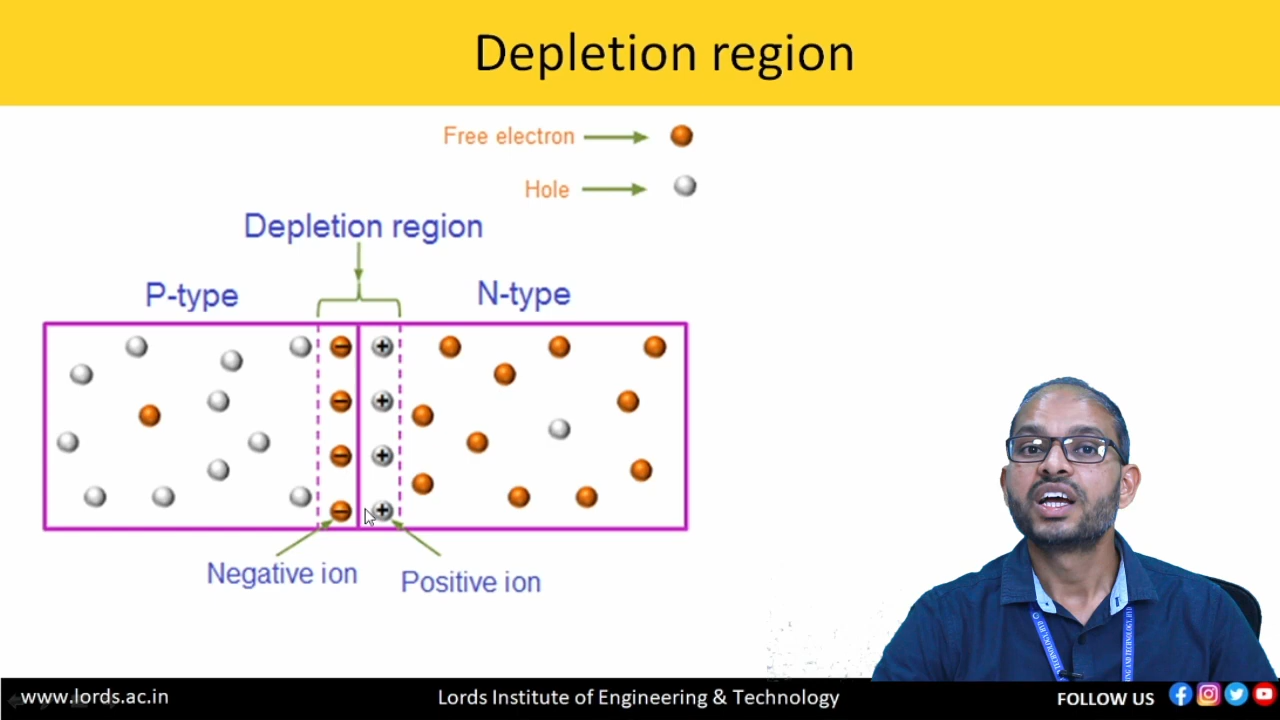 Depletion region
Free electron
Hole
Depletion region
P-type
N-type
Negative ion
Positive ion
www.lords.ac.in
Lords Institute of Engineering & Technology
FOLLOW US